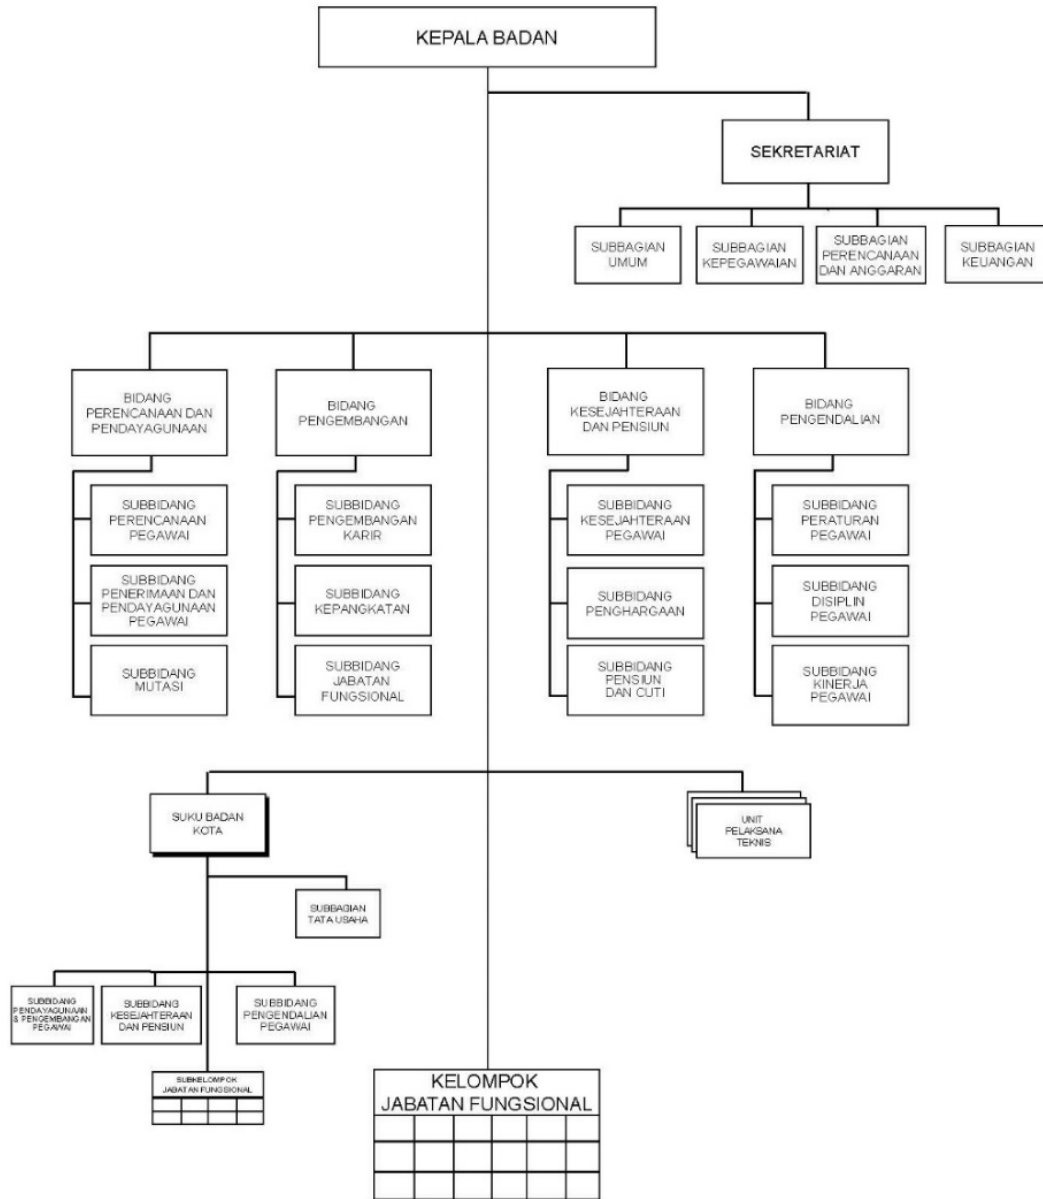 KEPALA BADAN
SEKRETARIAT
SUBBAGIAN
UMUM
SUBBAGIAN
KEPEGAWAIAN
SUBBAGIAN
PERENCANAAN
DAN ANGGARAN
SUBBAGIAN
KEUANGAN
BIDANG
PERENCANAAN DAN
PENDAYAGUNAAN
BIDANG
PENGEMBANGAN
BIDANG
KESEJAHTERAAN
DAN PENSIUN
BIDANG
PENGENDALIAN
SUBBIDANG
PERENCANAAN
PEGAWAI
SUBBIDANG
PENERIMAAN DAN
PENDAYAGUNAAN
PEGAWAI
SUBBIDANG
MUTASI
SUBBIDANG
PENGEMBANGAN
KARIR
SUBBIDANG
KEPANGKATAN
SUBBIDANG
JABATAN
FUNGSIONAL
SUBBIDANG
KESEJAHTERAAN
PEGAWAI
SUBBIDANG
PENGHARGAAN
SUBBIDANG
PENSIUN
DAN CUTI
SUBBIDANG
PERATURAN
PEGAWAI
SUBBIDANG
DISIPLIN
PEGAWAI
SUBBIDANG
KINERJA
PEGAWAI
SUKU BADAN
KOTA
UNIT
PELAKSANA
TEKNIS
SUBBAGIAN
TATA USAHA
SUBBIDANG
PENDAYAGUNAAN
& PENGEMBANGAN
PEGAWAI
SUBBIDANG
KESEJAHTERAAN
DAN PENSIUN
SUBBIDANG
PENGENDALIAN
PEGAWAI
SUBKELOMPOK
JABATAN FUNGSIONAL
KELOMPOK
JABATAN FUNGSIONAL